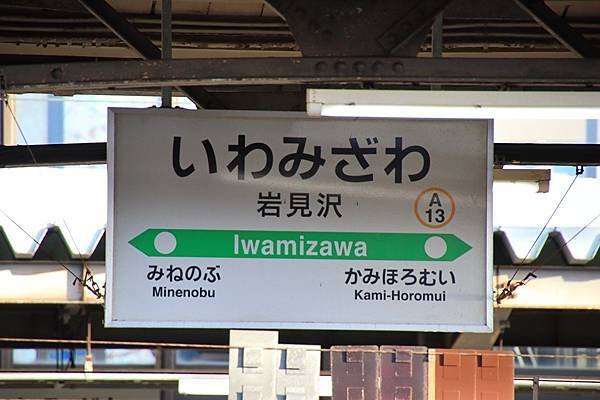 いわみざわ
岩見沢
A
13
Iwamizawa
みねのぶ
Minenobu
かみほろむい
Kami-Horomui